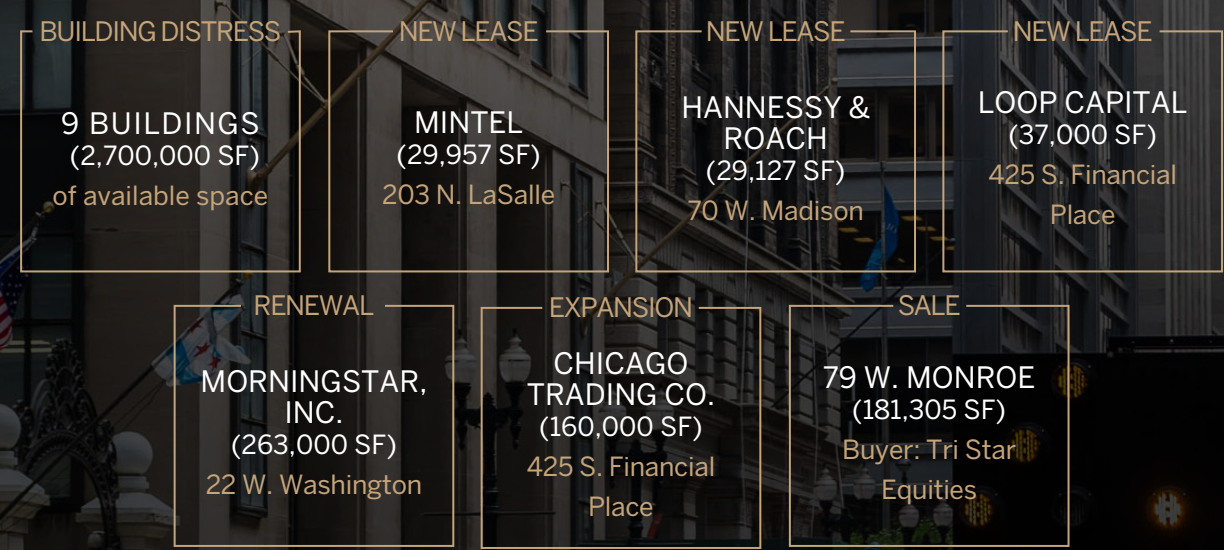 BUILDING DISTRESS
9 BUILDINGS
(2,700,000 SF)
of available space
NEW LEASE
MINTEL
(29,957 SF)
203 N. LaSalle
NEW LEASE
HANNESSY &
ROACH
(29,127 SF)
70 W. Madison
NEW LEASE
LOOP CAPITAL
(37,000 SF)
425 S. Financial
Place
RENEWAL
MORNINGSTAR,
INC.
(263,000 SF)
22 W. Washington
EXPANSION
CHICAGO
TRADING CO.
(160,000 SF)
425 S. Financial
Place
SALE
79 W. MONROE
(181,305 SF)
Buyer: Tri Star
Equities